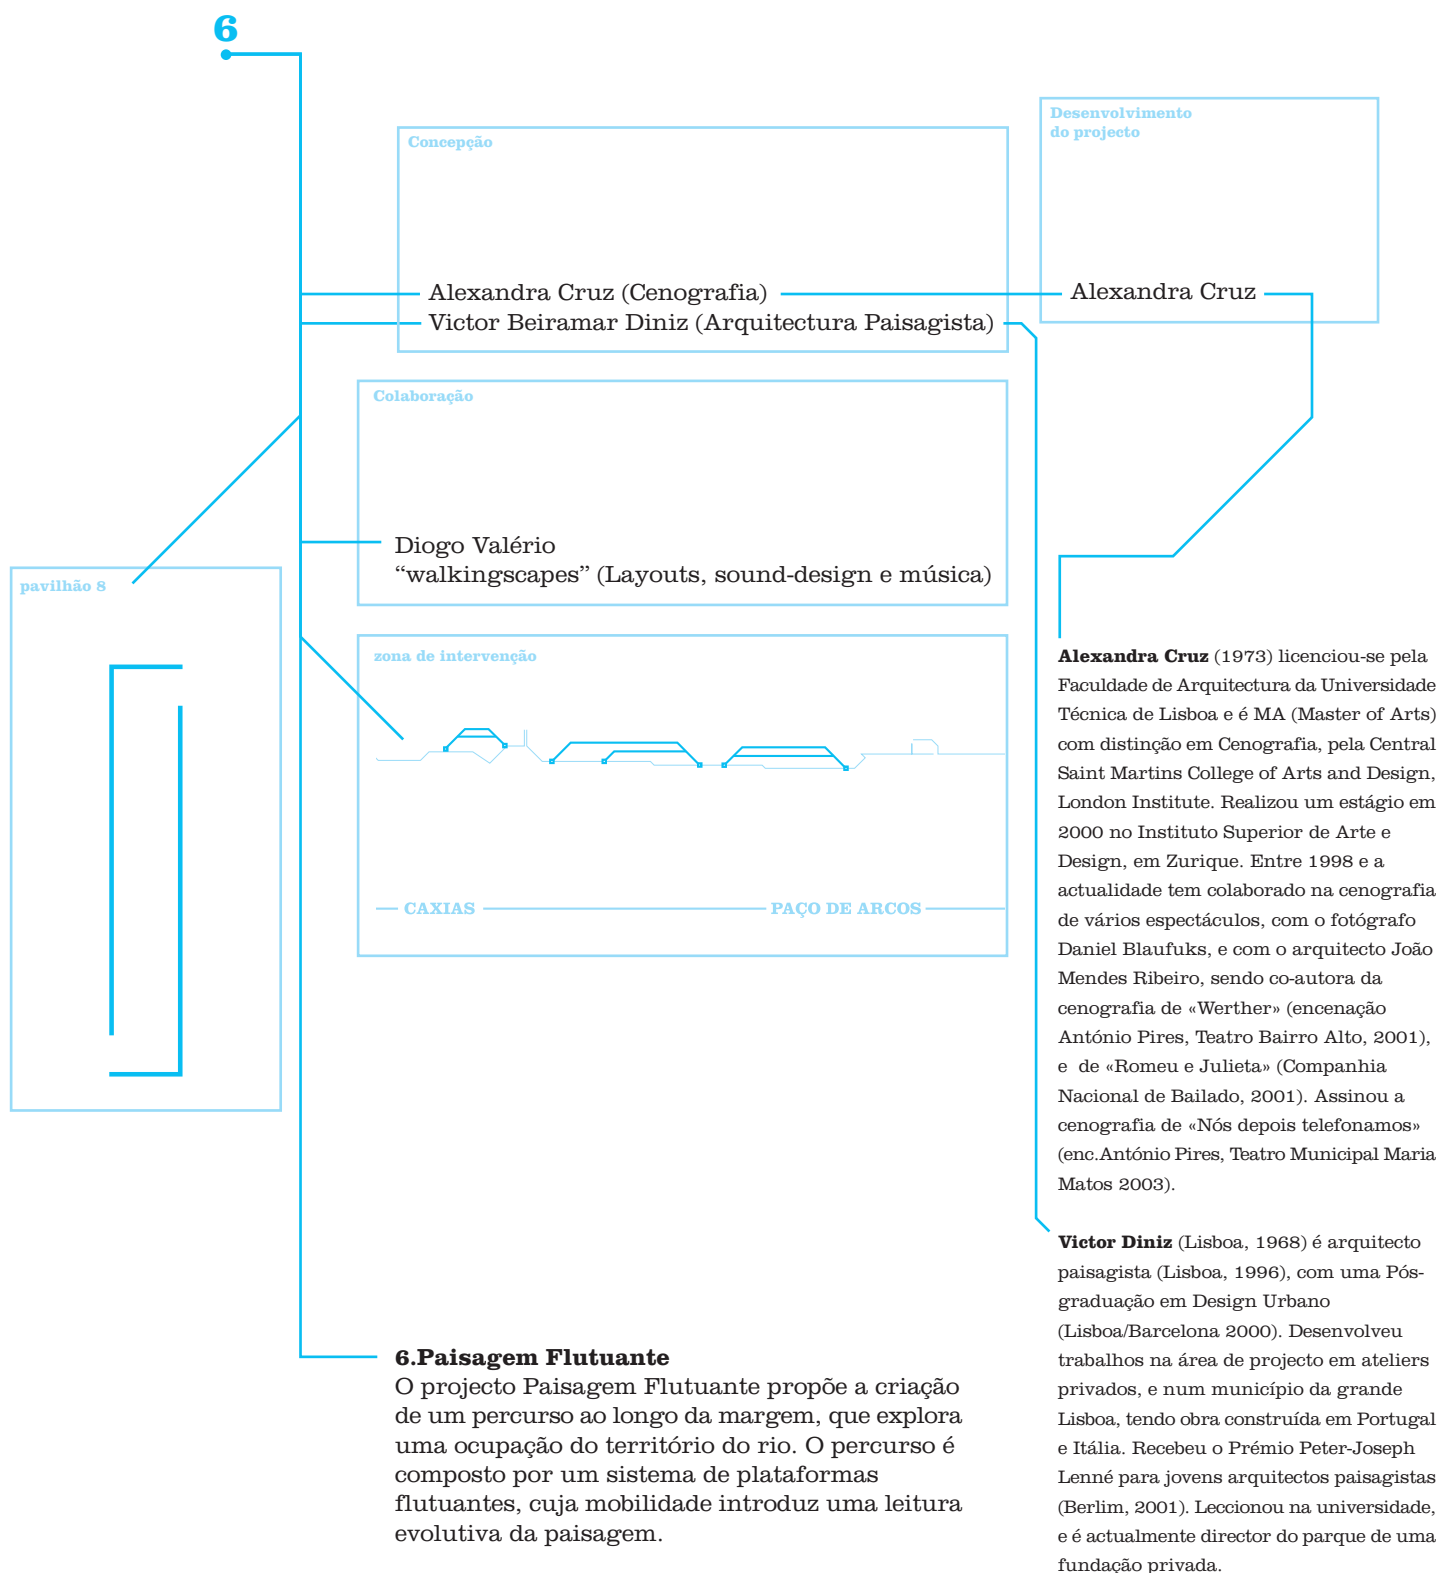 6
Concepção
Alexandra Cruz (Cenografia)
Victor Beiramar Diniz (Arquitectura Paisagista)
Desenvolvimento
do projecto
Alexandra Cruz
Colaboração
Diogo Valério
“walkingscapes” (Layouts, sound-design e música)
pavilhão 8
zona de intervenção
CAXIAS
PAÇO DE ARCOS
Alexandra Cruz (1973) licenciou-se pela
Faculdade de Arquitectura da Universidade
Técnica de Lisboa e é MA (Master of Arts)
com distinção em Cenografia, pela Central
Saint Martins College of Arts and Design,
London Institute. Realizou um estágio em
2000 no Instituto Superior de Arte e
Design, em Zurique. Entre 1998 e a
actualidade tem colaborado na cenografia
de vários espectáculos, com o fotógrafo
Daniel Blaufuks, e com o arquitecto João
Mendes Ribeiro, sendo co-autora da
cenografia de «Werther» (encenação
António Pires, Teatro Bairro Alto, 2001),
e  de «Romeu e Julieta» (Companhia
Nacional de Bailado, 2001). Assinou a
cenografia de «Nós depois telefonamos»
(enc.António Pires, Teatro Municipal Maria
Matos 2003).
Victor Diniz (Lisboa, 1968) é arquitecto
paisagista (Lisboa, 1996), com uma Pós-
graduação em Design Urbano
(Lisboa/Barcelona 2000). Desenvolveu
trabalhos na área de projecto em ateliers
privados, e num município da grande
Lisboa, tendo obra construída em Portugal
e Itália. Recebeu o Prémio Peter-Joseph
Lenné para jovens arquitectos paisagistas
(Berlim, 2001). Leccionou na universidade,
e é actualmente director do parque de uma
fundação privada.
6.Paisagem Flutuante
O projecto Paisagem Flutuante propõe a criação
de um percurso ao longo da margem, que explora
uma ocupação do território do rio. O percurso é
composto por um sistema de plataformas
flutuantes, cuja mobilidade introduz uma leitura
evolutiva da paisagem.